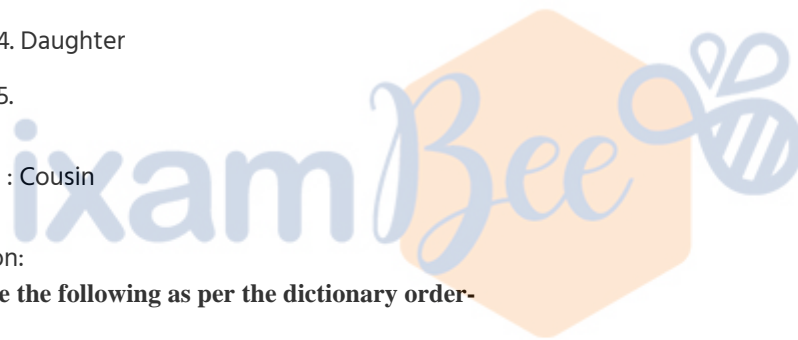 4. Daughter
5.
ixamBee
: Cousin
on:
e the following as per the dictionary order-